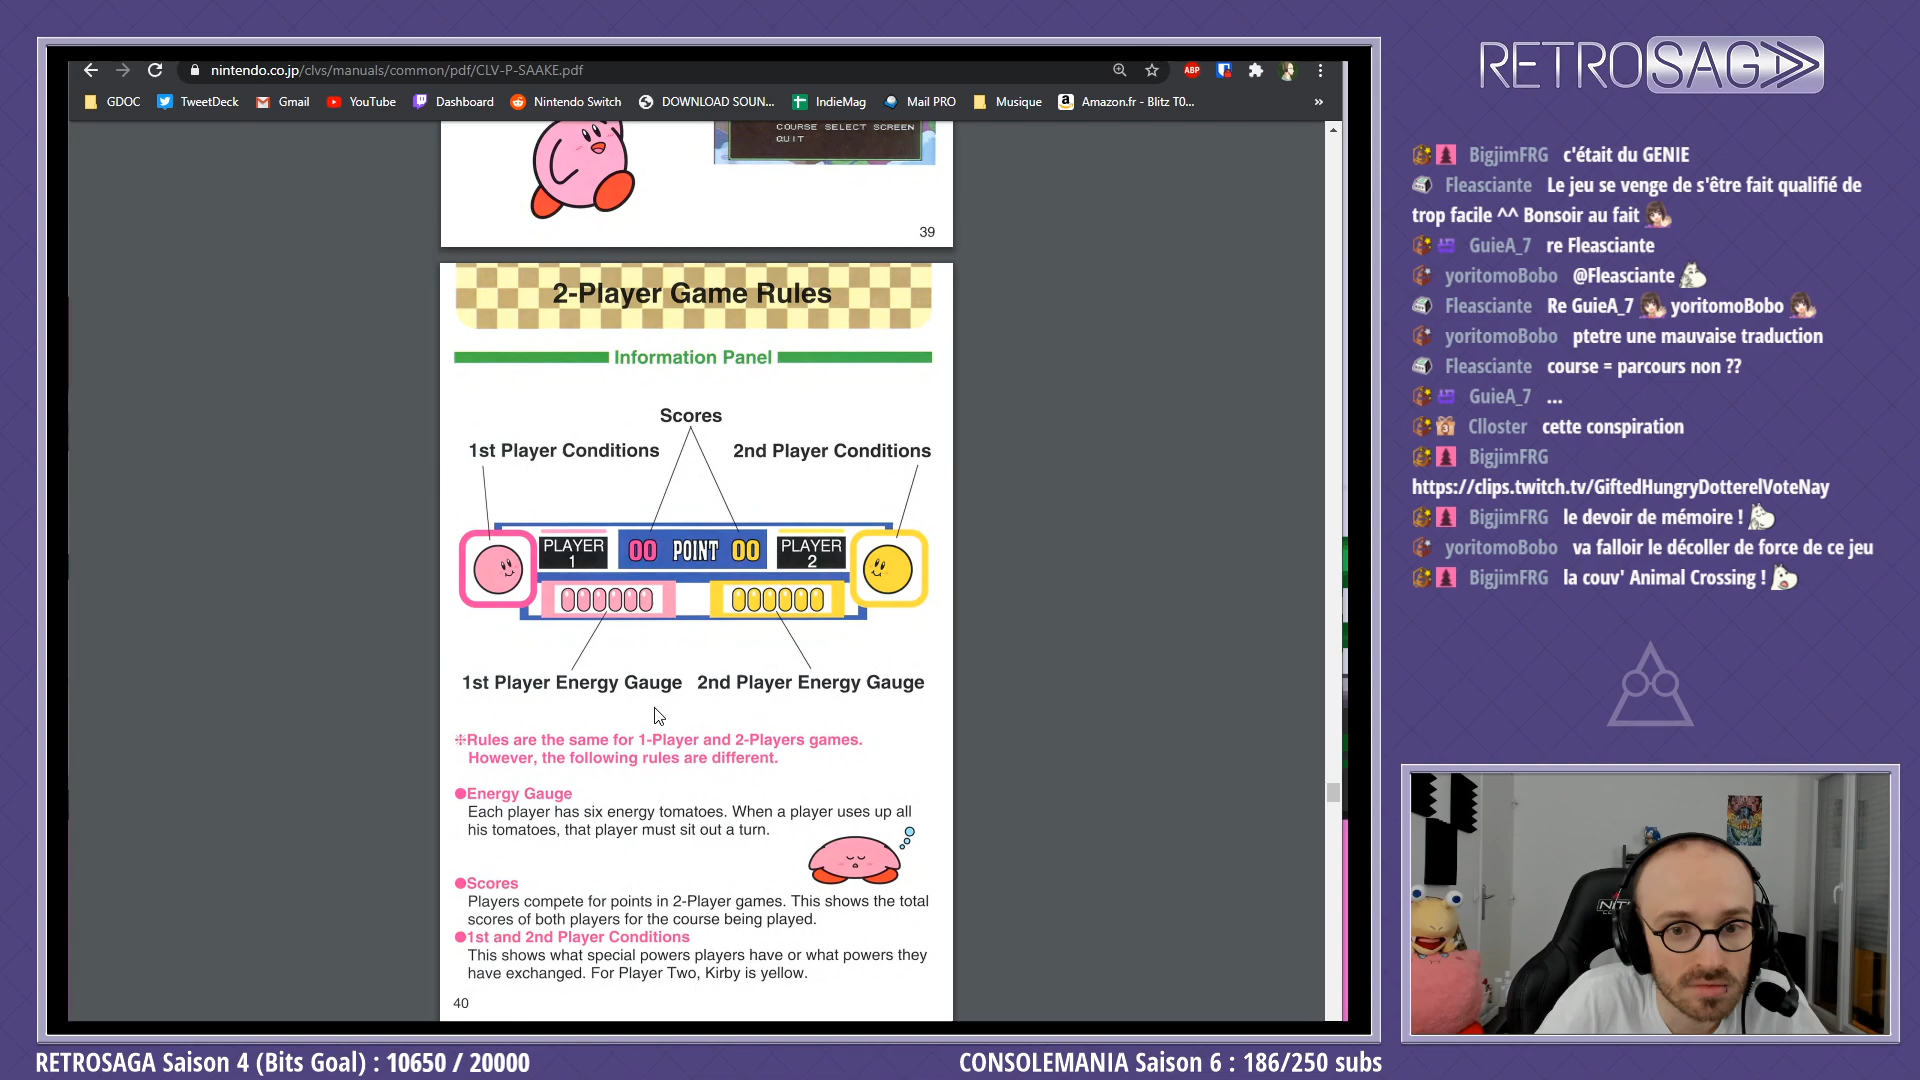 nintendo.co.jp/clvs/manuals/common/pdf/CLV-P-SAAKE.pdf
ABP
GDOC TweetDeck Gmail YouTube Dashboard Nintendo Switch DOWNLOAD SOUN... IndieMag Mail PRO Musique Amazon.fr - Blitz T0... »
COURSE SELECT SCREEN
QUIT
39
2-Player Game Rules
Information Panel
Scores
1st Player Conditions 2nd Player Conditions
PLAYER 1 00 POINT 00 PLAYER 2
1st Player Energy Gauge 2nd Player Energy Gauge
❉Rules are the same for 1-Player and 2-Players games.
However, the following rules are different.
●Energy Gauge
Each player has six energy tomatoes. When a player uses up all
his tomatoes, that player must sit out a turn.
●Scores
Players compete for points in 2-Player games. This shows the total
scores of both players for the course being played.
●1st and 2nd Player Conditions
This shows what special powers players have or what powers they
have exchanged. For Player Two, Kirby is yellow.
40
RETROSAGA
BigjimFRG c'était du GENIE
Fleasciante Le jeu se venge de s'être fait qualifié de
trop facile ^^ Bonsoir au fait
GuieA_7 re Fleasciante
yoritomoBobo @Fleasciante
Fleasciante Re GuieA_7 yoritomoBobo
yoritomoBobo ptetre une mauvaise traduction
Fleasciante course = parcours non ??
GuieA_7 ...
Clloster cette conspiration
BigjimFRG
https://clips.twitch.tv/GiftedHungryDotterelVoteNay
BigjimFRG le devoir de mémoire !
yoritomoBobo va falloir le décoller de force de ce jeu
BigjimFRG la couv' Animal Crossing !
RETROSAGA Saison 4 (Bits Goal) : 10650 / 20000
CONSOLEMANIA Saison 6 : 186/250 subs